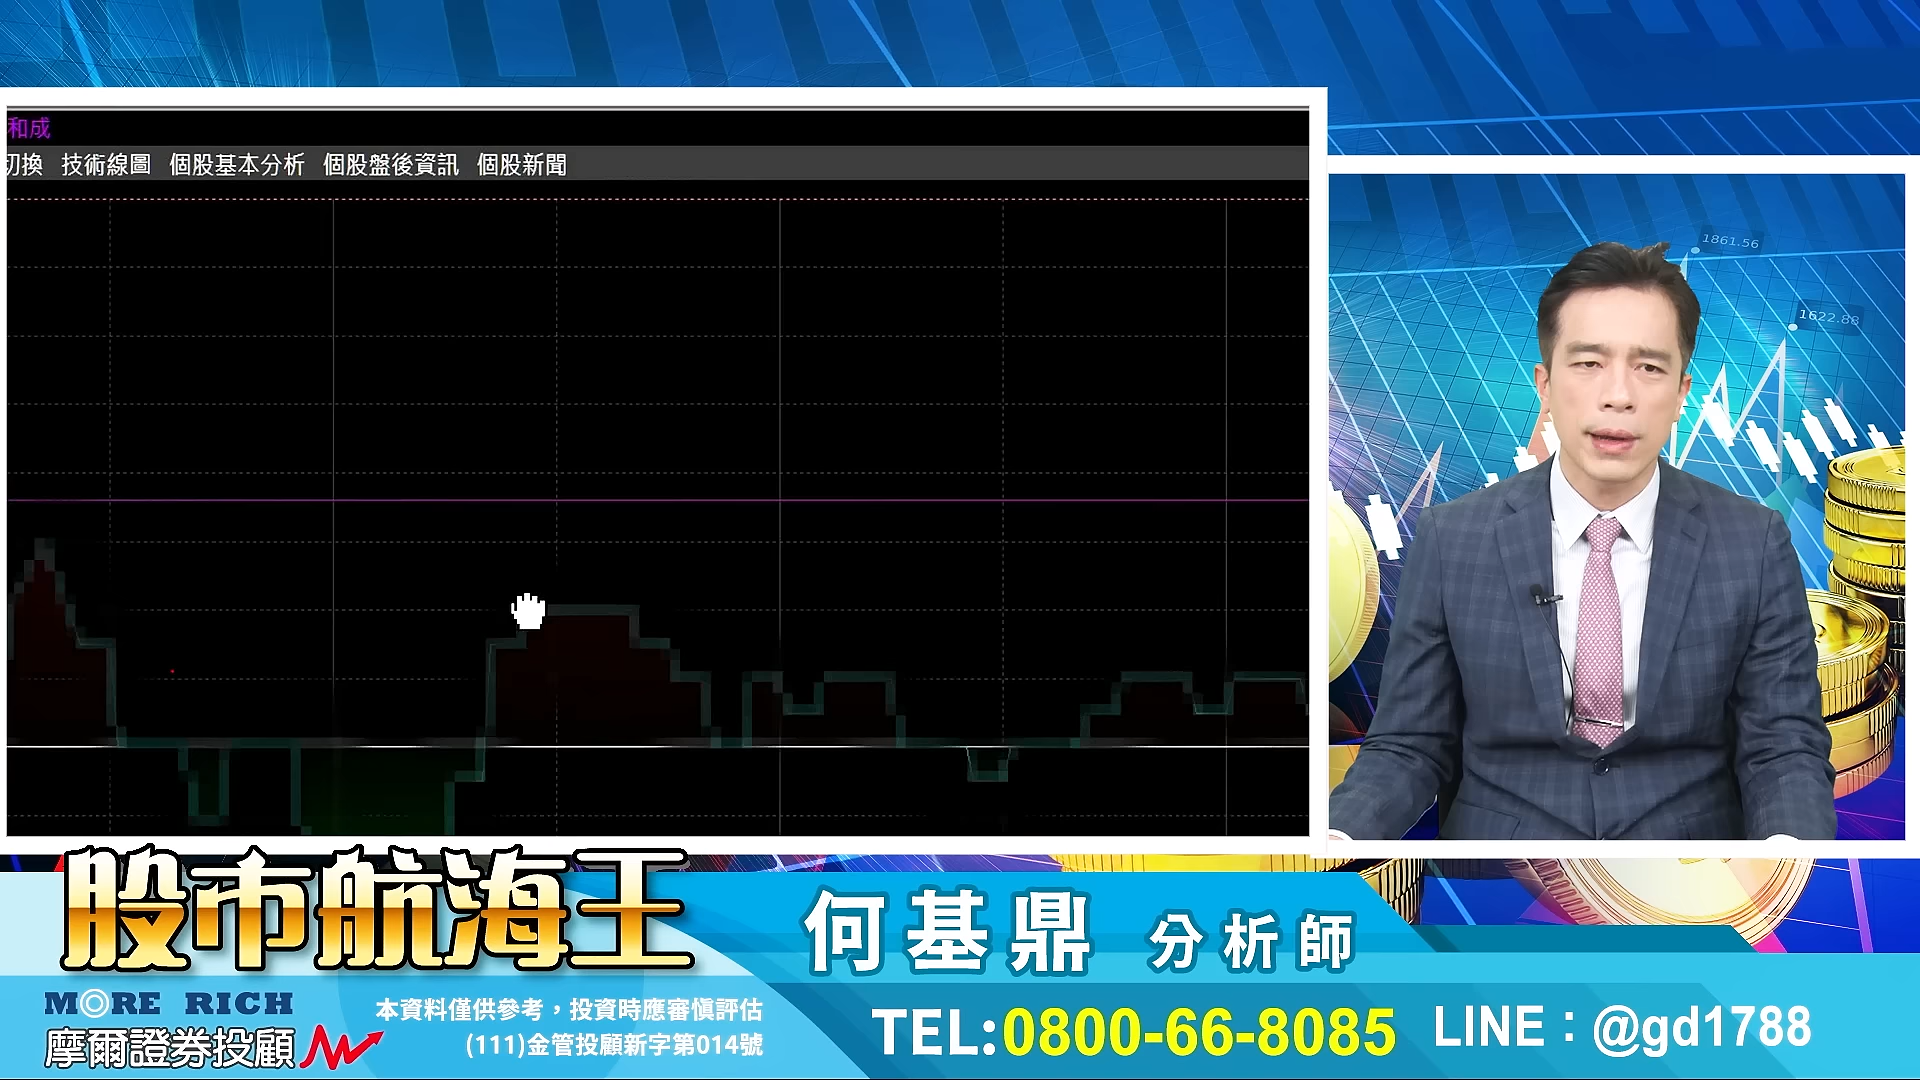 和成
切換 技術線圖 個股基本分析 個股盤後資訊 個股新聞
1861.56
1622.88
股市航海王
何基鼎 分析師
MORE RICH
摩爾證券投顧
本資料僅供參考，投資時應審慎評估
(111)金管投顧新字第014號
TEL:0800-66-8085
LINE：@gd1788